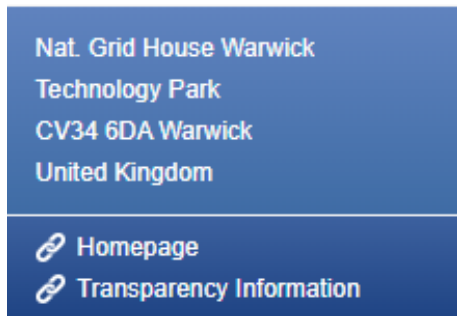 Nat. Grid House Warwick
Technology Park
CV34 6DA Warwick
United Kingdom
Homepage
Transparency Information